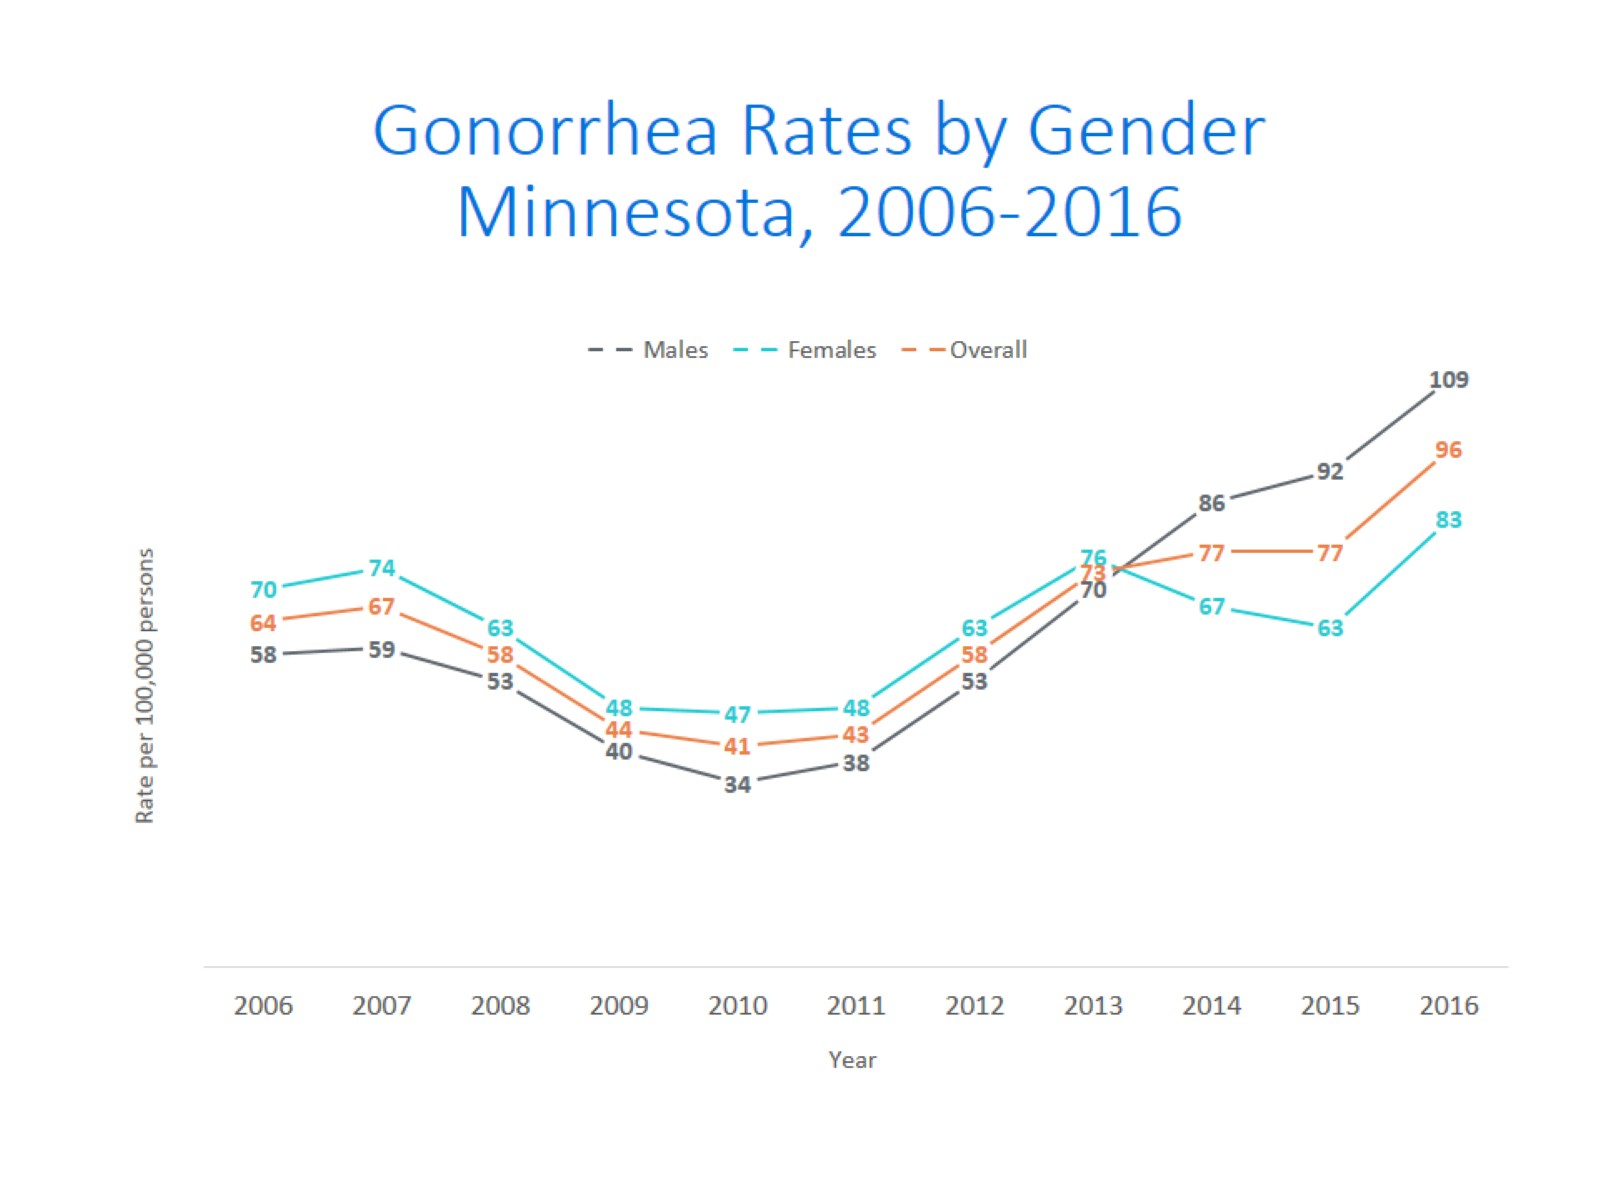 Gonorrhea Rates by Gender
Minnesota, 2006-2016
Males Females Overall
Rate per 100,000 persons
109
96
92
86
83
77 77
76
74
73
70 70
67 67
64
63 63 63
59
58 58 58
53 53
48 47 48
44 41 43
40 38
34
2006 2007 2008 2009 2010 2011 2012 2013 2014 2015 2016
Year